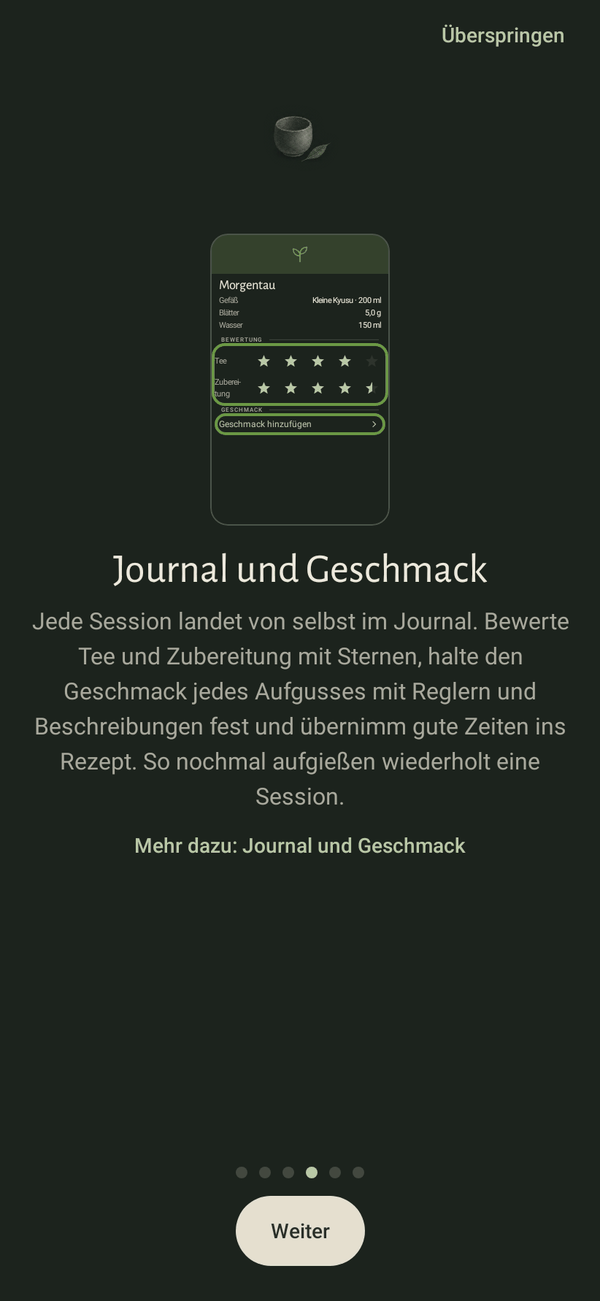 Überspringen
Morgentau
Gefäß Kleine Kyusu · 200 ml
Blätter 5,0 g
Wasser 150 ml
BEWERTUNG
Tee
Zuberei-
tung
GESCHMACK
Geschmack hinzufügen
Journal und Geschmack
Jede Session landet von selbst im Journal. Bewerte
Tee und Zubereitung mit Sternen, halte den
Geschmack jedes Aufgusses mit Reglern und
Beschreibungen fest und übernimm gute Zeiten ins
Rezept. So nochmal aufgießen wiederholt eine
Session.
Mehr dazu: Journal und Geschmack
Weiter